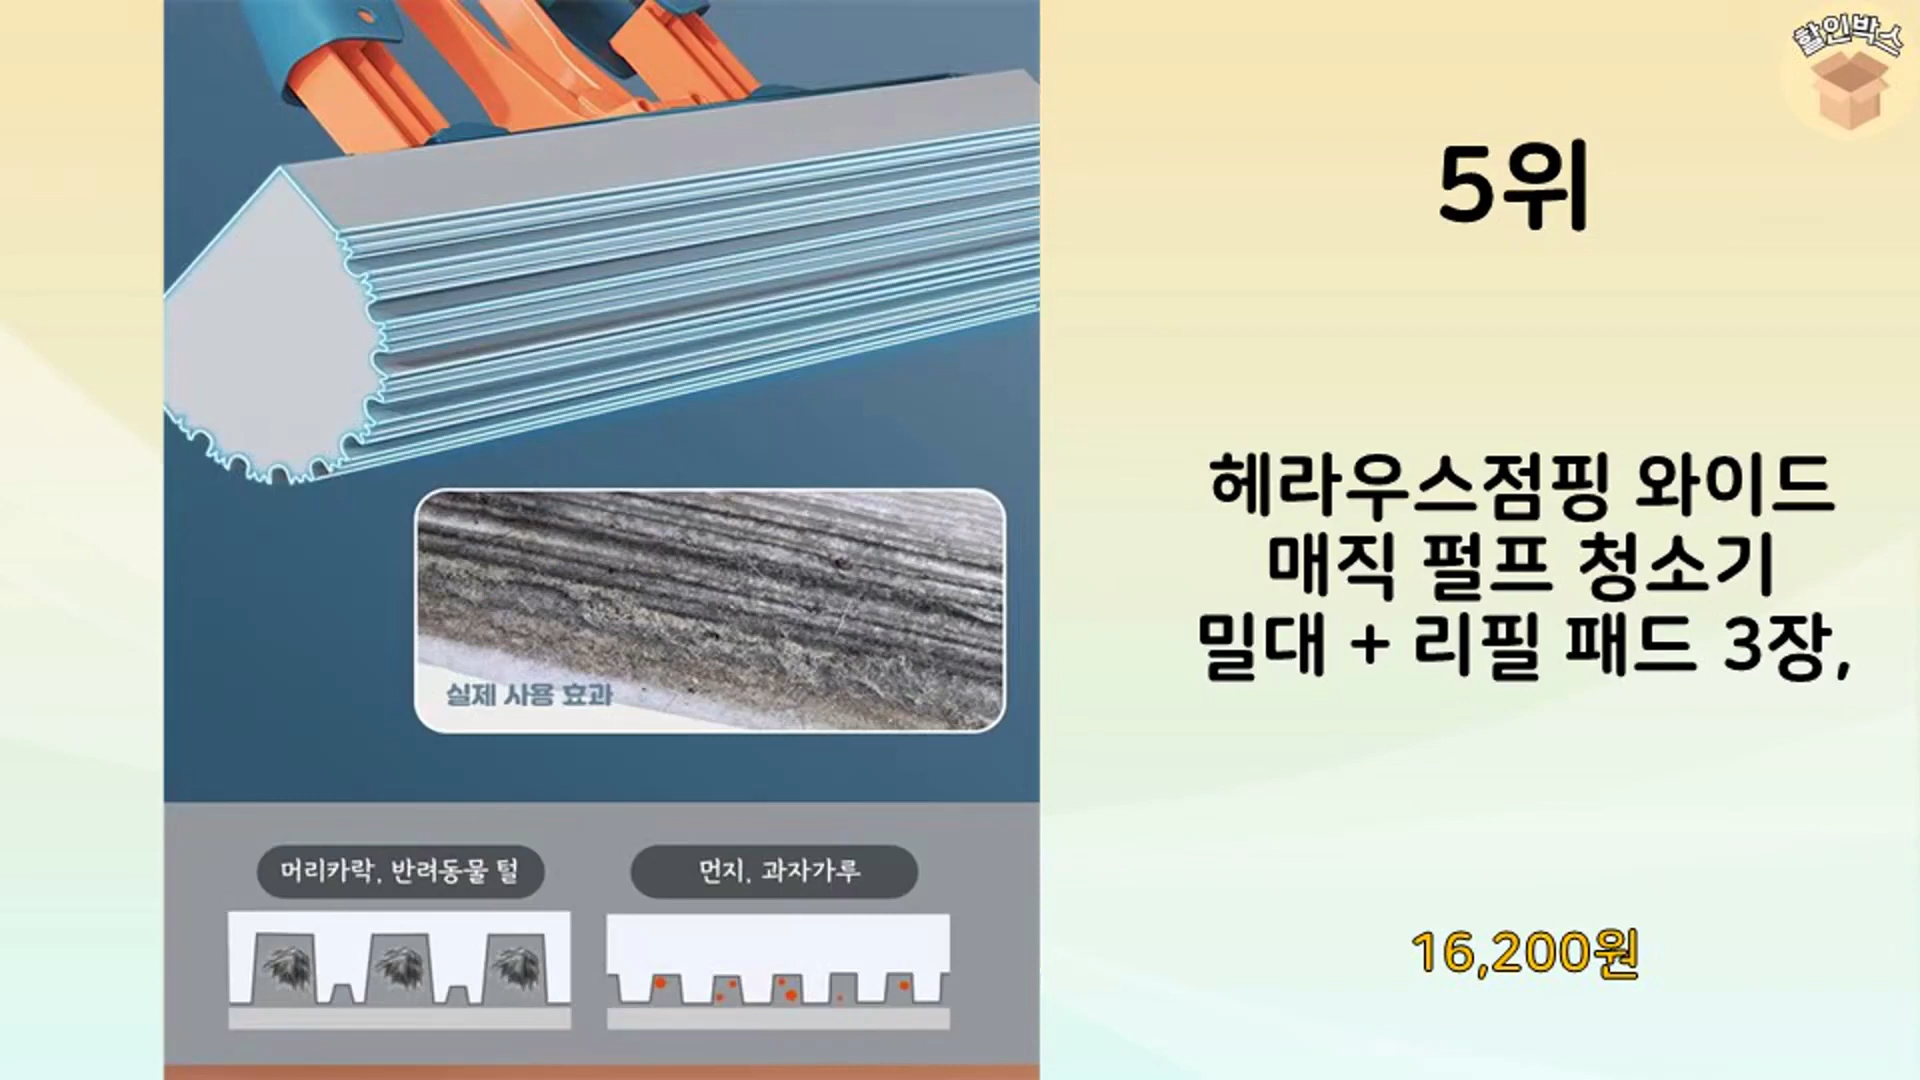 할인박스
5위
헤라우스점핑 와이드
매직 펄프 청소기
밀대 + 리필 패드 3장,
16,200원
실제 사용 효과
머리카락, 반려동물 털
먼지, 과자가루